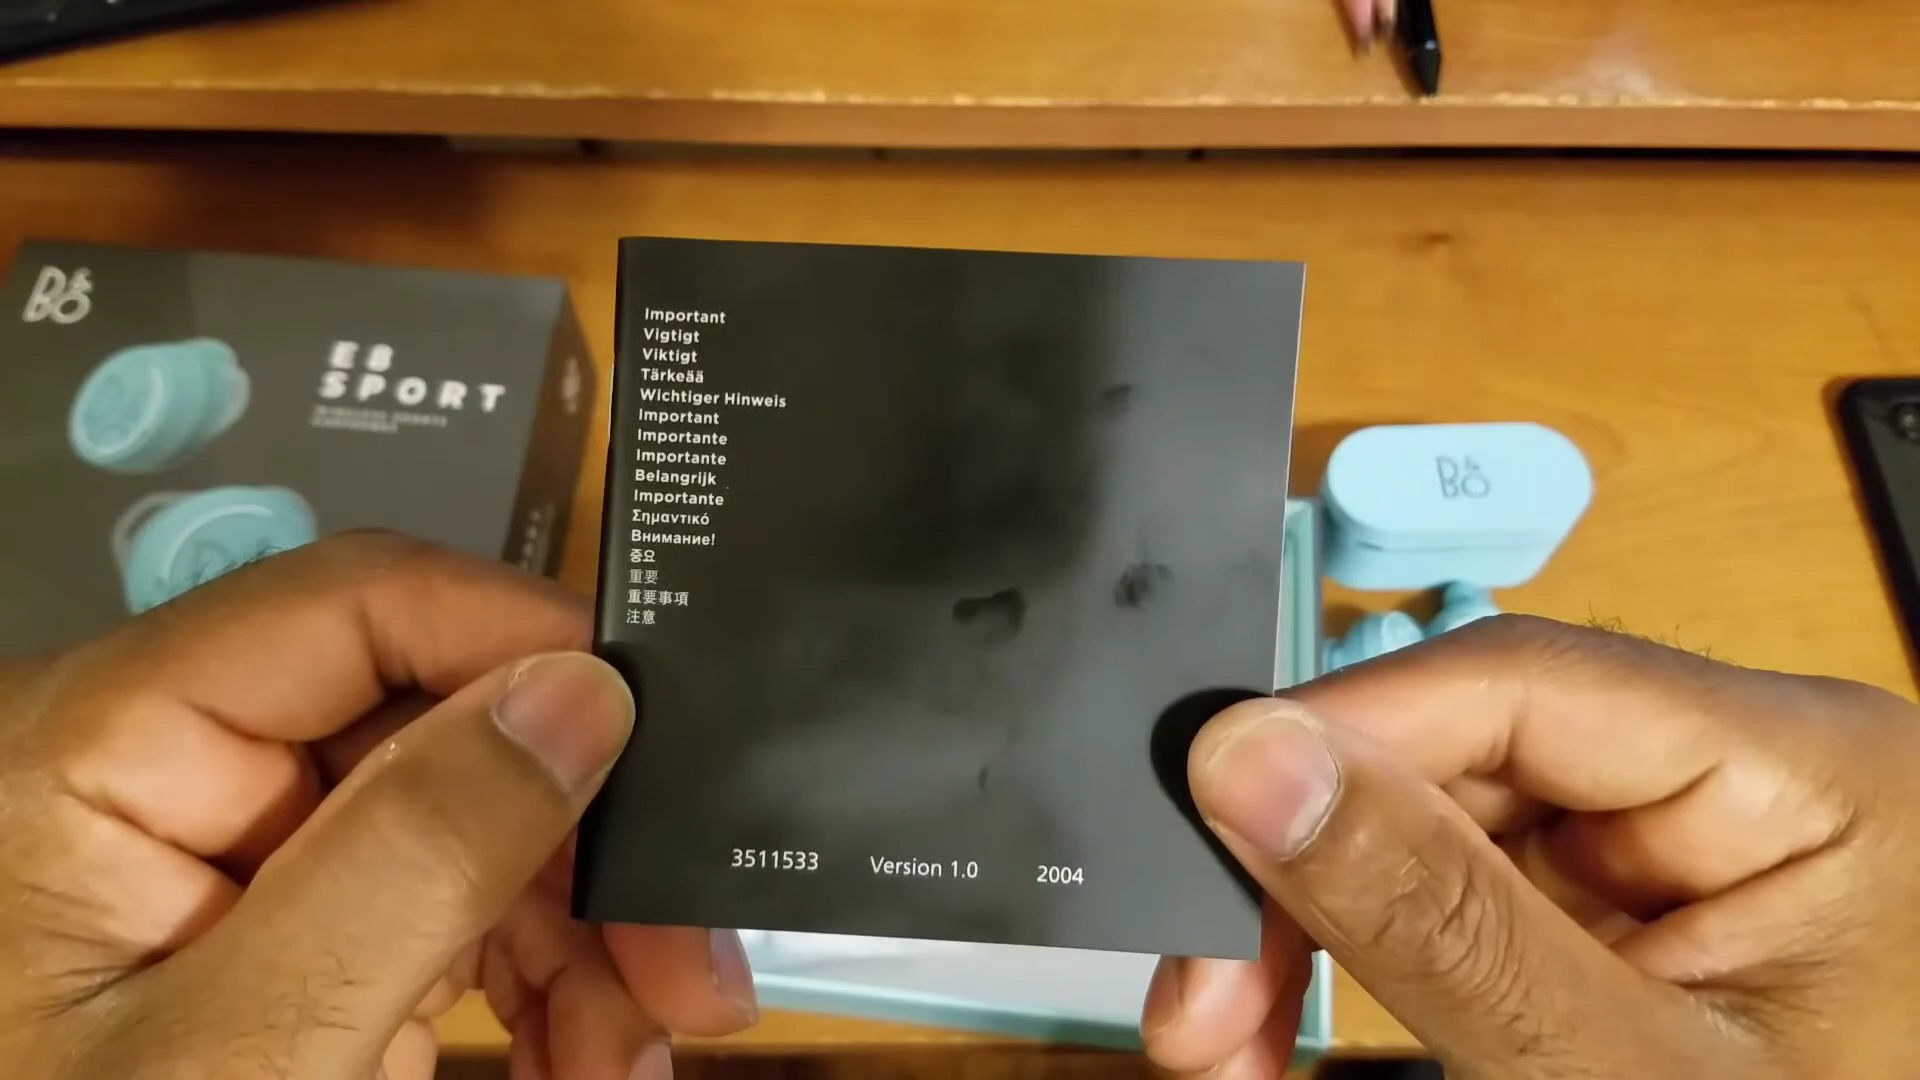 B&O
E8
SPORT
Important
Vigtigt
Viktigt
Tärkeää
Wichtiger Hinweis
Important
Importante
Importante
Belangrijk
Importante
Σημαντικό
Внимание!
중요
重要
重要事項
注意
3511533 Version 1.0 2004
B&O